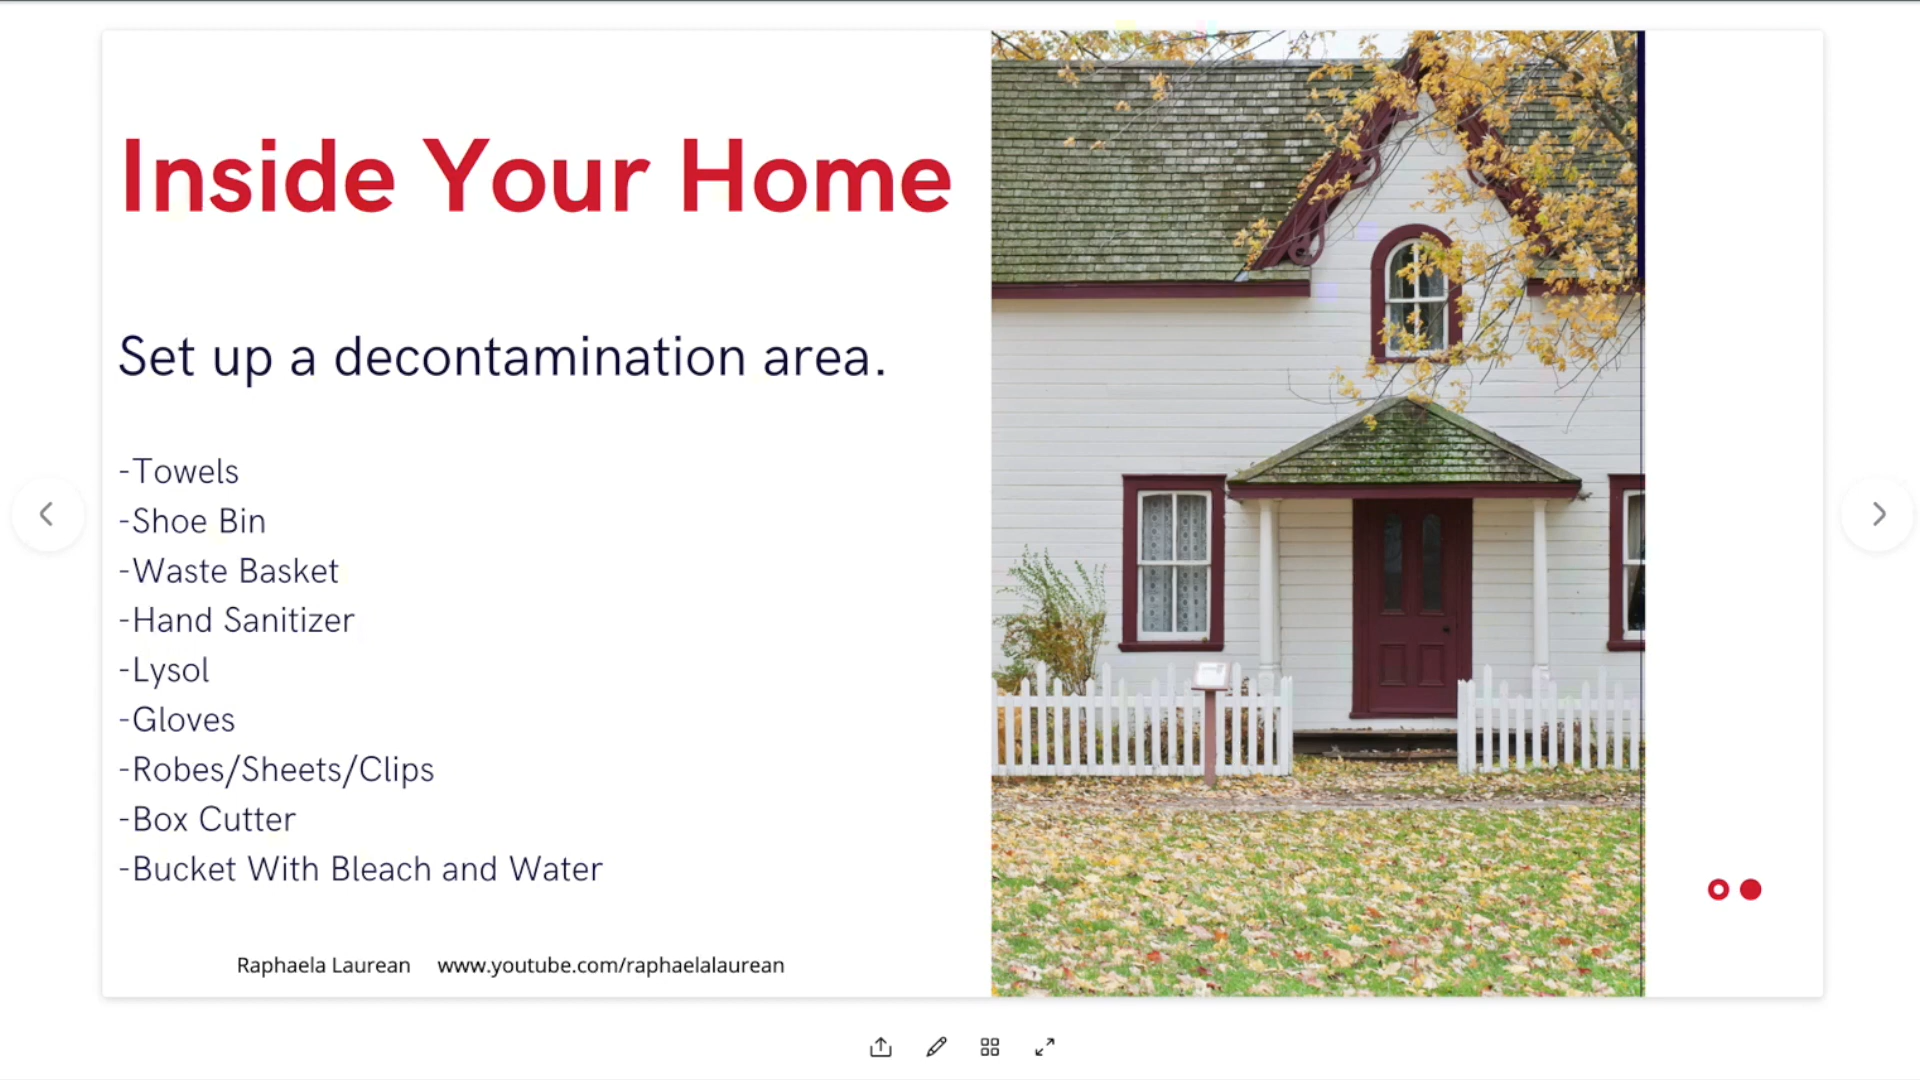 Inside Your Home
Set up a decontamination area.
-Towels
-Shoe Bin
-Waste Basket
-Hand Sanitizer
-Lysol
-Gloves
-Robes/Sheets/Clips
-Box Cutter
-Bucket With Bleach and Water
Raphaela Laurean www.youtube.com/raphaelalaurean